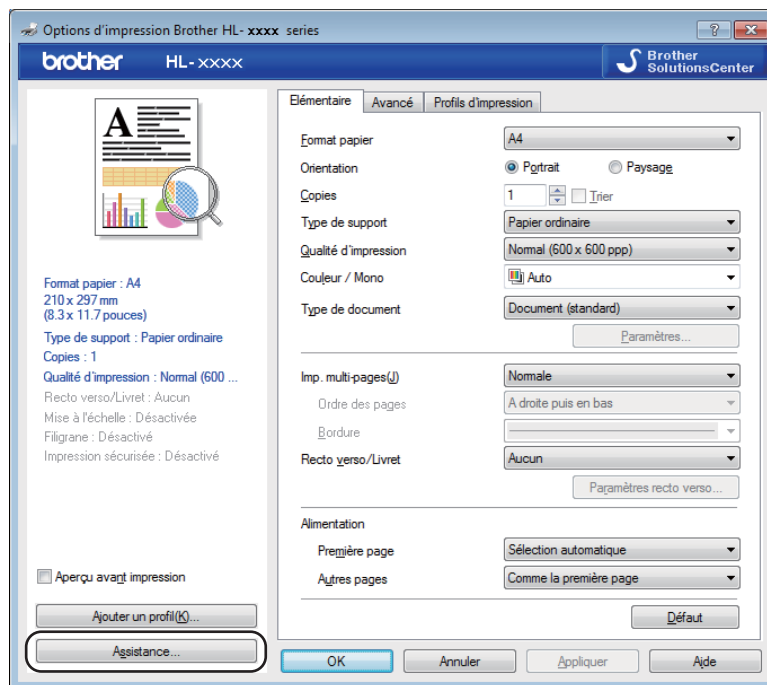 Options d'impression Brother HL- xxxx series
brother HL-xxxx
Brother
SolutionsCenter
A
Format papier : A4
210 x 297 mm
(8.3 x 11.7 pouces)
Type de support : Papier ordinaire
Copies : 1
Qualité d'impression : Normal (600 ...
Recto verso/Livret : Aucun
Mise à l'échelle : Désactivée
Filigrane : Désactivé
Impression sécurisée : Désactivé
Aperçu avant impression
Ajouter un profil(K)...
Assistance...
Elémentaire Avancé Profils d'impression
Format papier A4
Orientation Portrait Paysage
Copies 1 Trier
Type de support Papier ordinaire
Qualité d'impression Normal (600 x 600 ppp)
Couleur / Mono Auto
Type de document Document (standard)
Paramètres...
Imp. multi-pages(J) Normale
Ordre des pages A droite puis en bas
Bordure
Recto verso/Livret Aucun
Paramètres recto verso...
Alimentation
Première page Sélection automatique
Autres pages Comme la première page
Défaut
OK Annuler Appliquer Aide